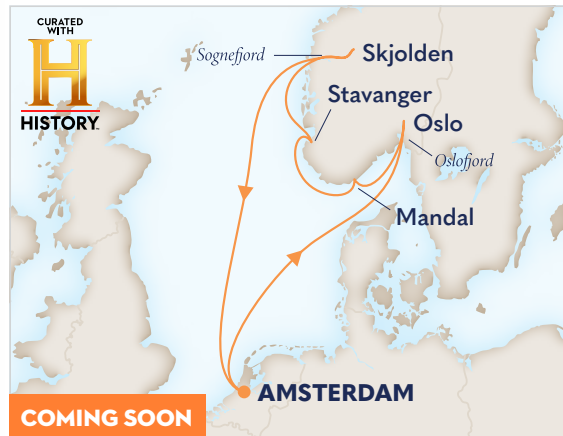 CURATED
WITH
H
HISTORY
Sognefjord
Skjolden
Stavanger
Oslo
Oslofjord
Mandal
AMSTERDAM
COMING SOON